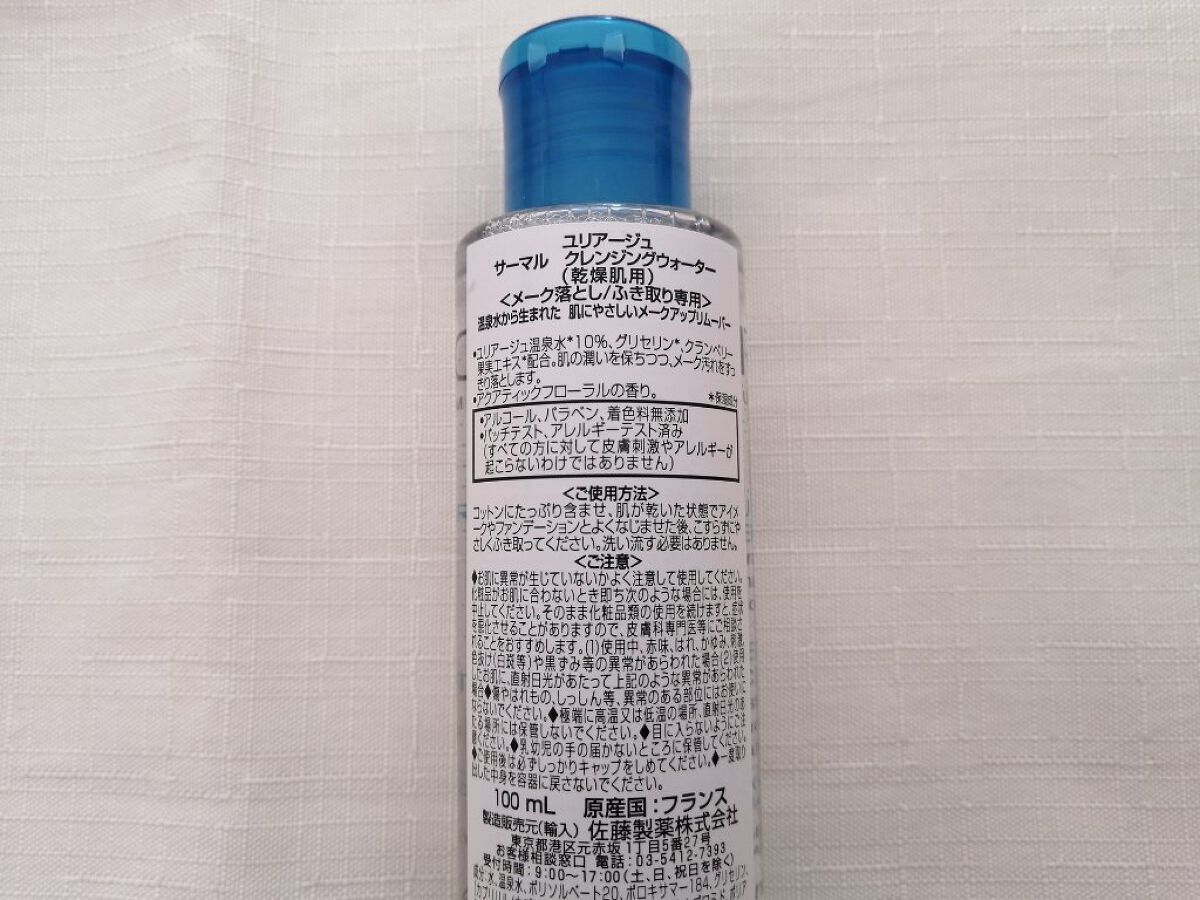 ユリアージュ
サーマル クレンジングウォーター
(乾燥肌用)
<メーク落とし/ふき取り専用>
温泉水から生まれた 肌にやさしいメークアップリムーバー
•ユリアージュ温泉水*10%、グリセリン*、クランベリー
果実エキス*配合。肌の潤いを保ちつつ、メーク汚れをすっ
きり落とします。
•アクアティックフローラルの香り。 *保湿成分
•アルコール、パラベン、着色料無添加
•パッチテスト、アレルギーテスト済み
(すべての方に対して皮膚刺激やアレルギーが
起こらないわけではありません)
<ご使用方法>
コットンにたっぷり含ませ、肌が乾いた状態でアイメ
ークやファンデーションとよくなじませた後、こすらずにや
さしくふき取ってください。洗い流す必要はありません。
<ご注意>
◆お肌に異常が生じていないかよく注意して使用してください。
化粧品がお肌に合わないとき即ち次のような場合には、使用を
中止してください。そのまま化粧品類の使用を続けますと、症状
を悪化させることがありますので、皮膚科専門医等にご相談さ
れることをおすすめします。(1)使用中、赤味、はれ、かゆみ、刺激、
色抜け(白斑等)や黒ずみ等の異常があらわれた場合(2)使用
したお肌に、直射日光があたって上記のような異常があらわれた
場合◆傷やはれもの、しっしん等、異常のある部位にはお使いに
ならないでください。◆極端に高温又は低温の場所、直射日光のあ
たる場所には保管しないでください。◆目に入らないようにご注
意ください。◆乳幼児の手の届かないところに保管してください。
◆ご使用後は必ずしっかりキャップをしめてください。◆一度取り
出した中身を容器に戻さないでください。
100 mL 原産国:フランス
製造販売元(輸入) 佐藤製薬株式会社
東京都港区元赤坂1丁目5番27号
お客様相談窓口 電話:03-5412-7393
受付時間:9:00〜17:00(土、日、祝日を除く)
成分:水、温泉水、ポリソルベート20、ポロキサマー184、グリセリン、